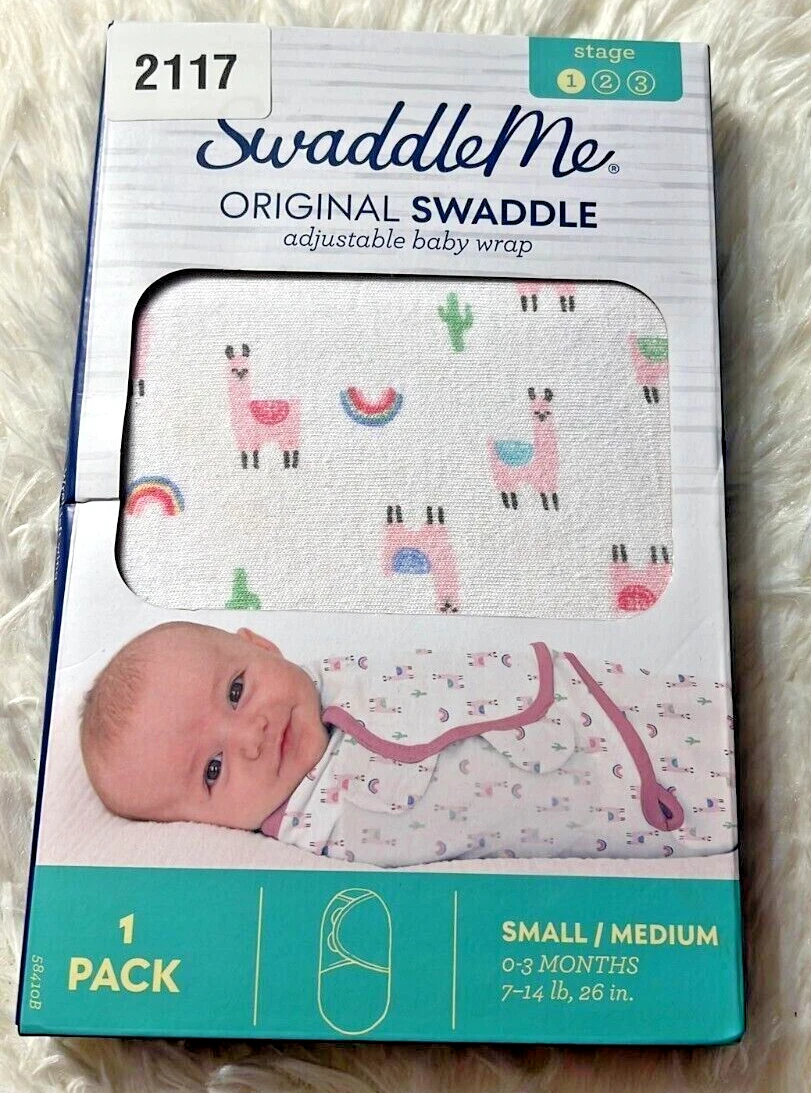 2117
stage
1 2 3
SwaddleMe®
ORIGINAL SWADDLE
adjustable baby wrap
1
PACK
SMALL / MEDIUM
0-3 MONTHS
7-14 lb, 26 in.
58410B